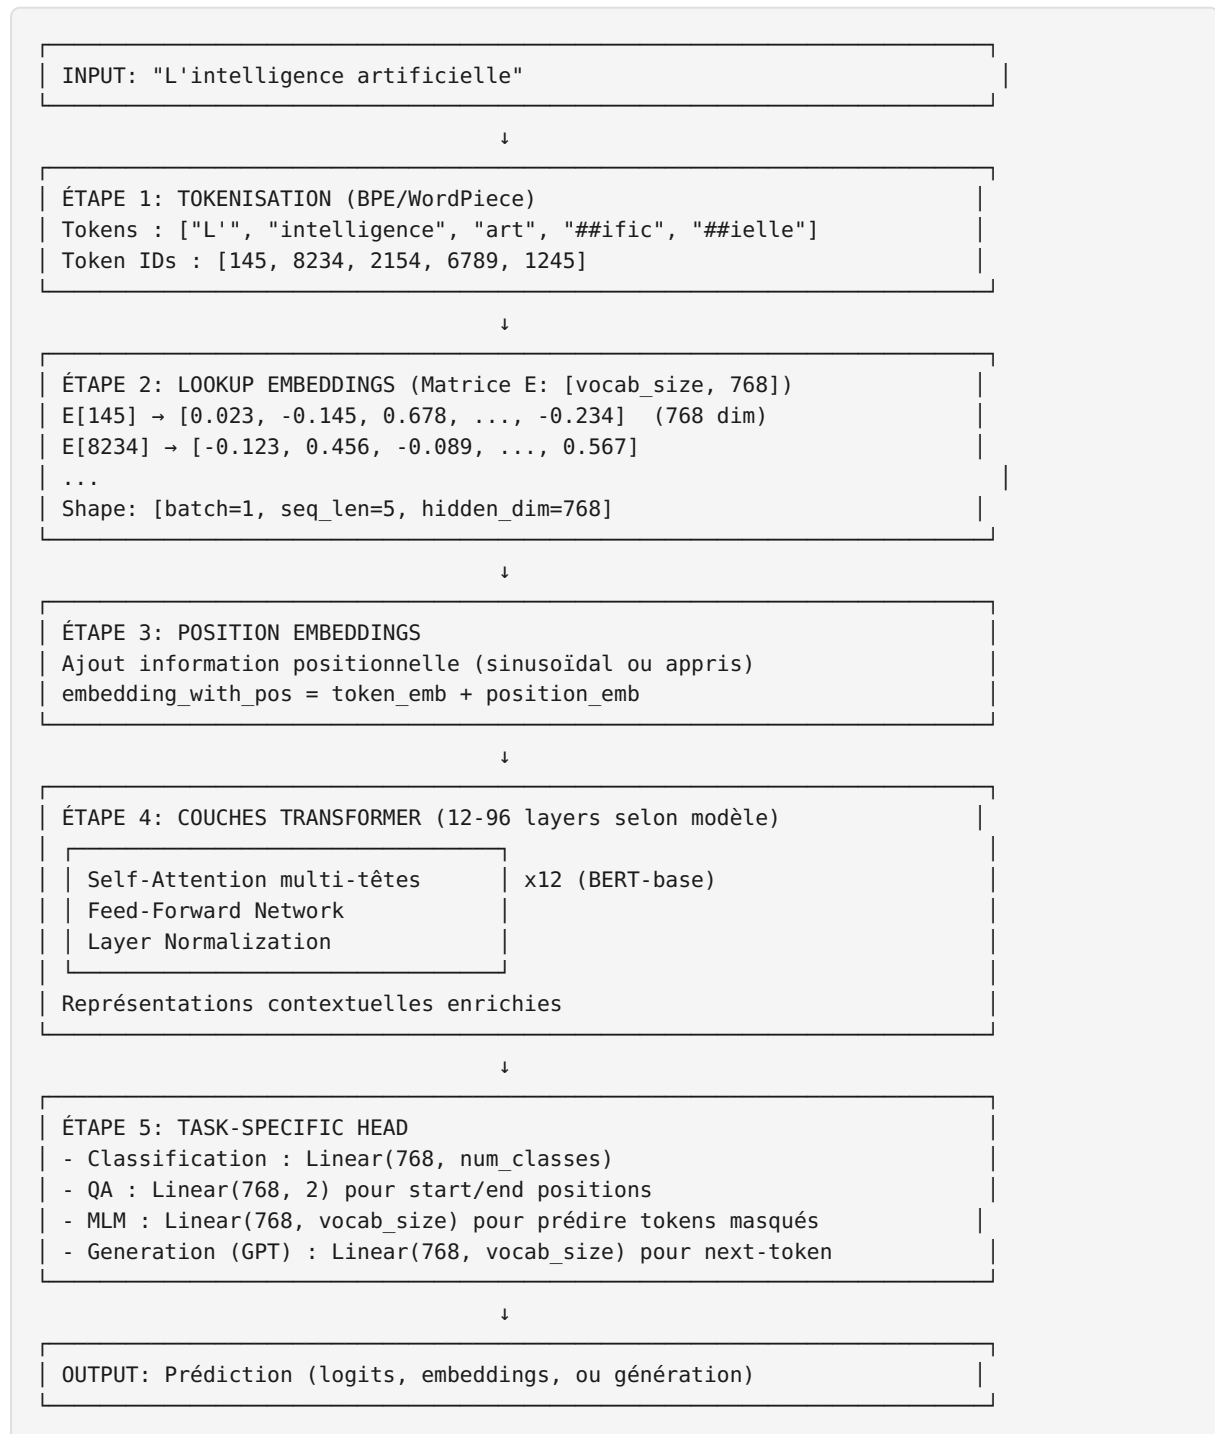 INPUT: "L'intelligence artificielle"
↓
ÉTAPE 1: TOKENISATION (BPE/WordPiece)
Tokens : ["L'", "intelligence", "art", "##ific", "##ielle"]
Token IDs : [145, 8234, 2154, 6789, 1245]
↓
ÉTAPE 2: LOOKUP EMBEDDINGS (Matrice E: [vocab_size, 768])
E[145] → [0.023, -0.145, 0.678, ..., -0.234]  (768 dim)
E[8234] → [-0.123, 0.456, -0.089, ..., 0.567]
...
Shape: [batch=1, seq_len=5, hidden_dim=768]
↓
ÉTAPE 3: POSITION EMBEDDINGS
Ajout information positionnelle (sinusoïdal ou appris)
embedding_with_pos = token_emb + position_emb
↓
ÉTAPE 4: COUCHES TRANSFORMER (12-96 layers selon modèle)
Self-Attention multi-têtes x12 (BERT-base)
Feed-Forward Network
Layer Normalization
Représentations contextuelles enrichies
↓
ÉTAPE 5: TASK-SPECIFIC HEAD
- Classification : Linear(768, num_classes)
- QA : Linear(768, 2) pour start/end positions
- MLM : Linear(768, vocab_size) pour prédire tokens masqués
- Generation (GPT) : Linear(768, vocab_size) pour next-token
↓
OUTPUT: Prédiction (logits, embeddings, ou génération)